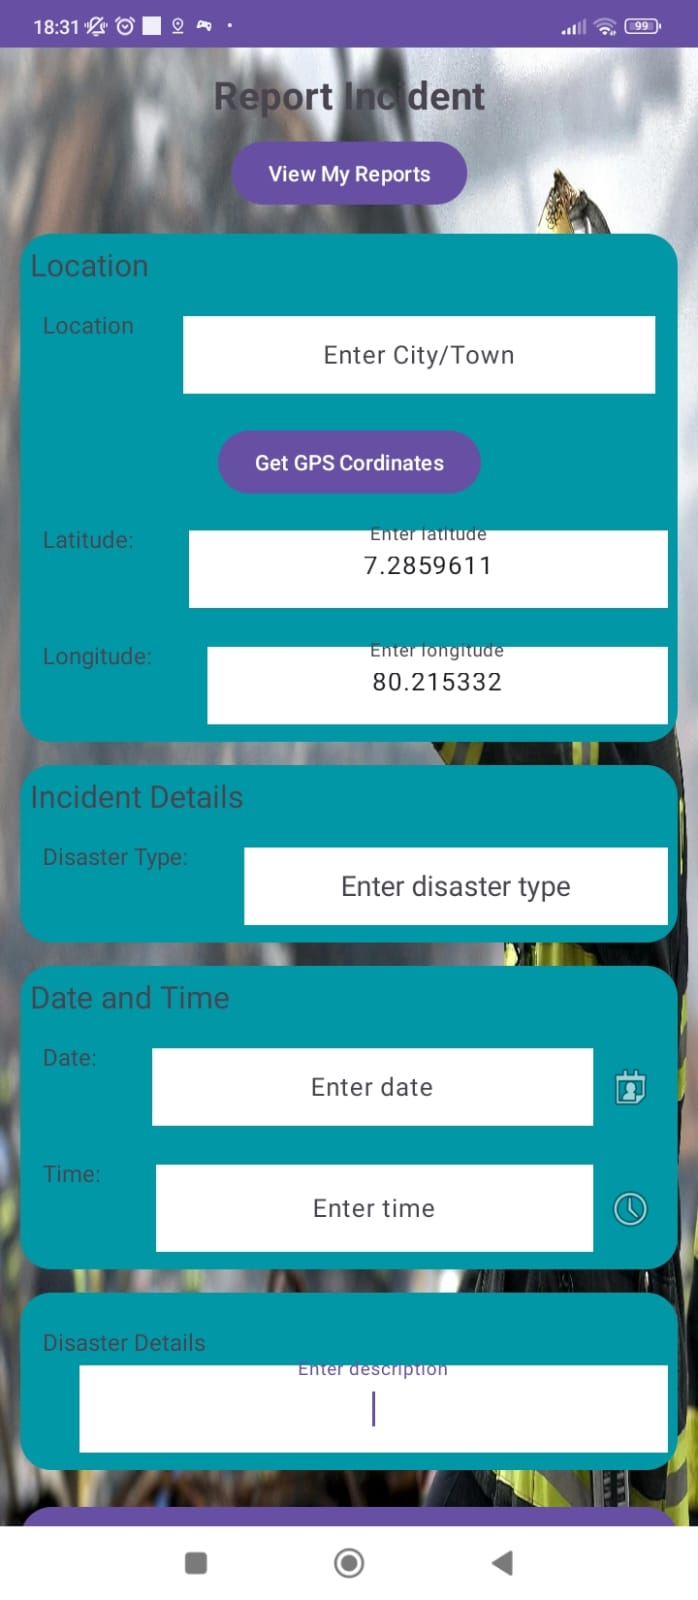 18:31
99
Report Incident
View My Reports
Location
Location
Enter City/Town
Get GPS Cordinates
Latitude:
Enter latitude
7.2859611
Longitude:
Enter longitude
80.215332
Incident Details
Disaster Type:
Enter disaster type
Date and Time
Date:
Enter date
Time:
Enter time
Disaster Details
Enter description